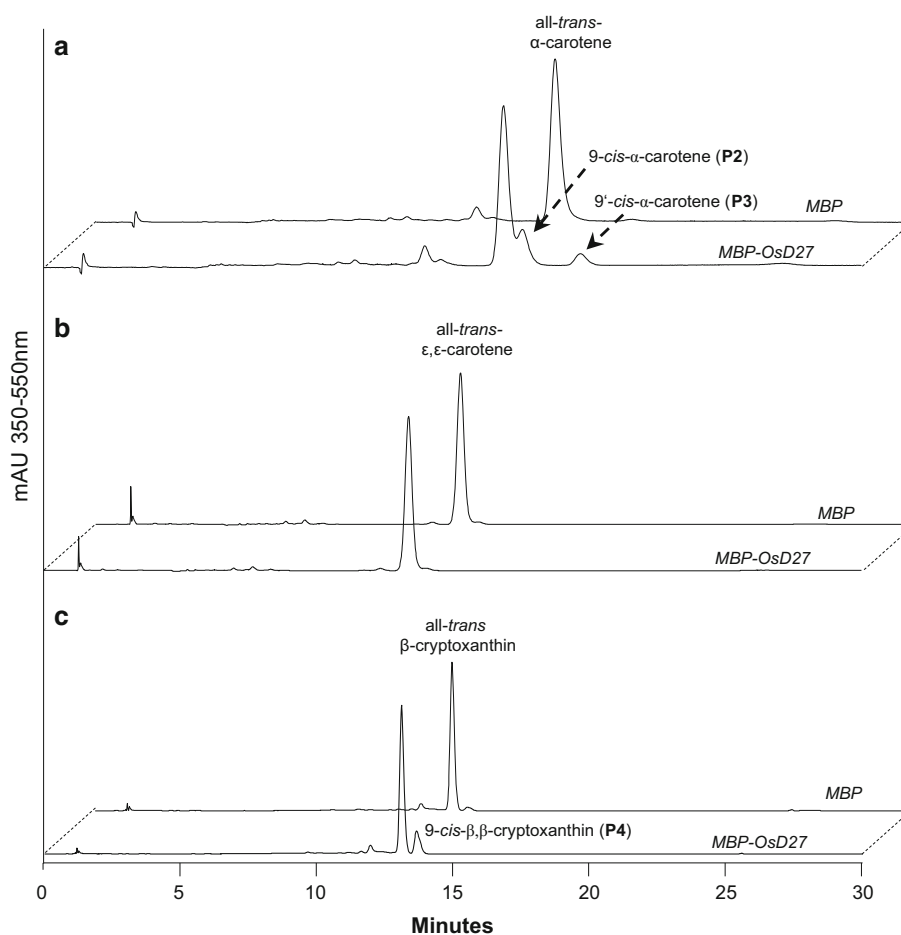 a
all-trans-
α-carotene
9-cis-α-carotene (P2)
9‘-cis-α-carotene (P3)
MBP
MBP-OsD27
b
all-trans-
ε,ε-carotene
MBP
MBP-OsD27
c
all-trans
β-cryptoxanthin
MBP
9-cis-β,β-cryptoxanthin (P4)
MBP-OsD27
mAU 350-550nm
0 5 10 15 20 25 30
Minutes